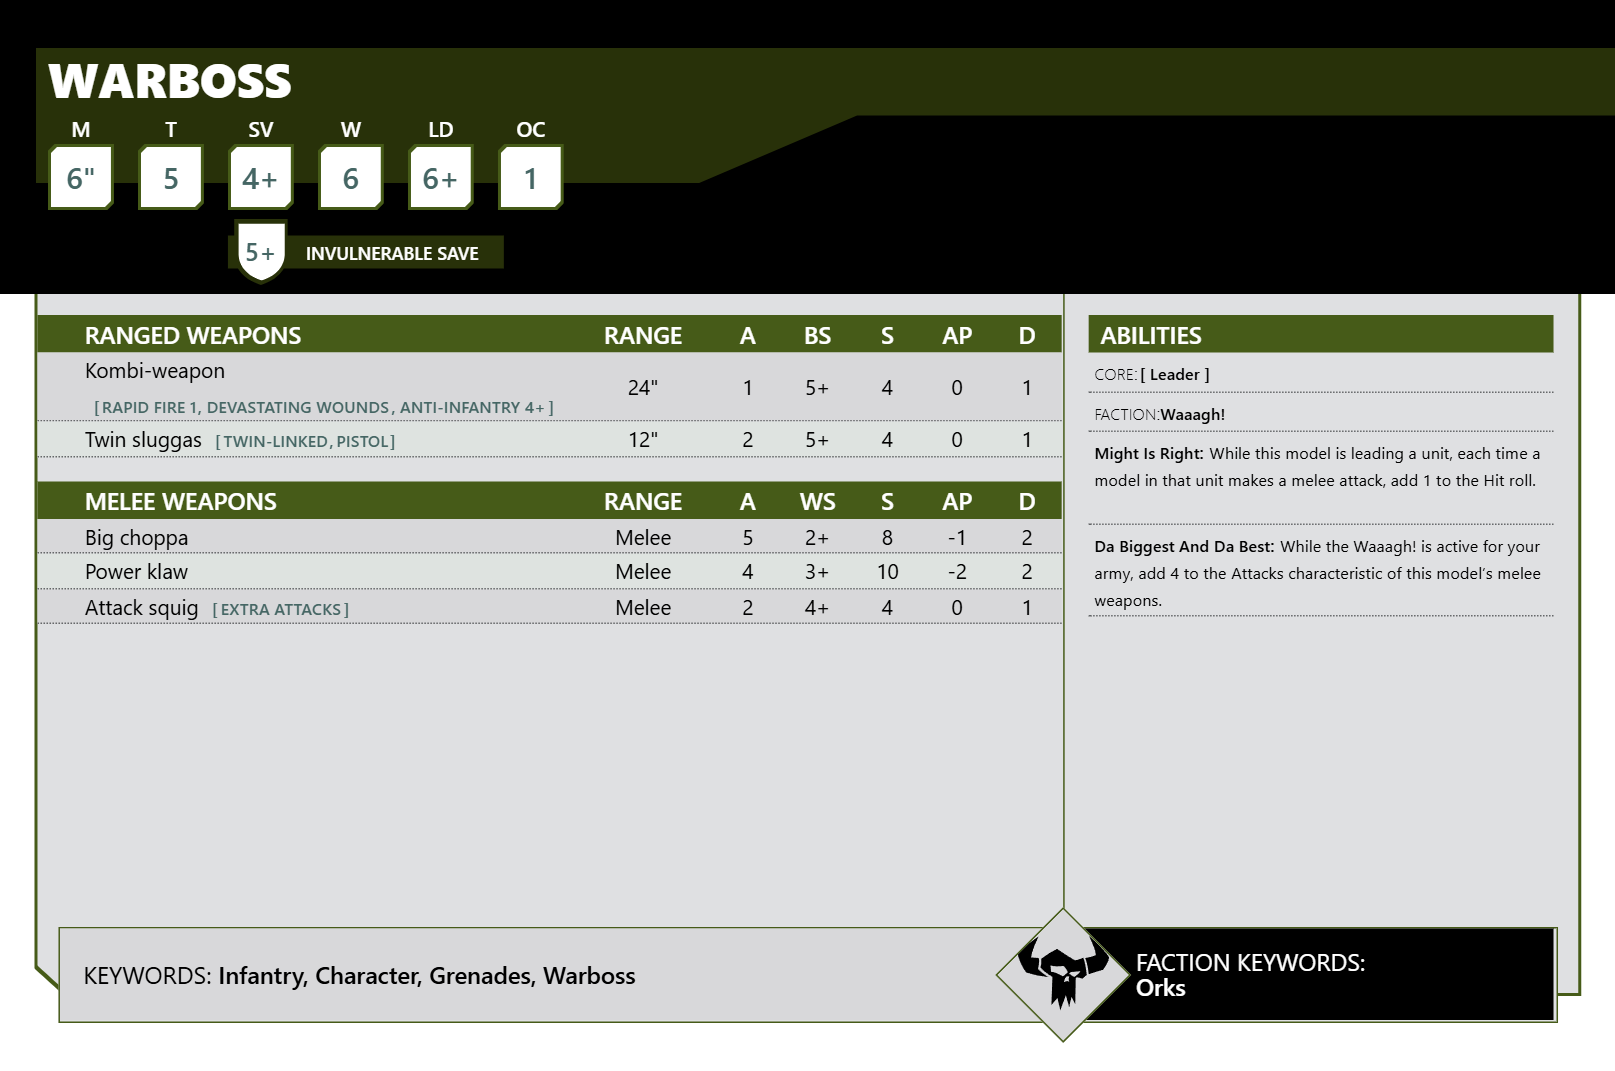 WARBOSS
M T SV W LD OC
6" 5 4+ 6 6+ 1
5+ INVULNERABLE SAVE
RANGED WEAPONS RANGE A BS S AP D
Kombi-weapon
24" 1 5+ 4 0 1
[RAPID FIRE 1, DEVASTATING WOUNDS, ANTI-INFANTRY 4+]
Twin sluggas [TWIN-LINKED, PISTOL] 12" 2 5+ 4 0 1
MELEE WEAPONS RANGE A WS S AP D
Big choppa Melee 5 2+ 8 -1 2
Power klaw Melee 4 3+ 10 -2 2
Attack squig [EXTRA ATTACKS] Melee 2 4+ 4 0 1
ABILITIES
CORE: [ Leader ]
FACTION: Waaagh!
Might Is Right: While this model is leading a unit, each time a
model in that unit makes a melee attack, add 1 to the Hit roll.
Da Biggest And Da Best: While the Waaagh! is active for your
army, add 4 to the Attacks characteristic of this model's melee
weapons.
KEYWORDS: Infantry, Character, Grenades, Warboss
FACTION KEYWORDS:
Orks